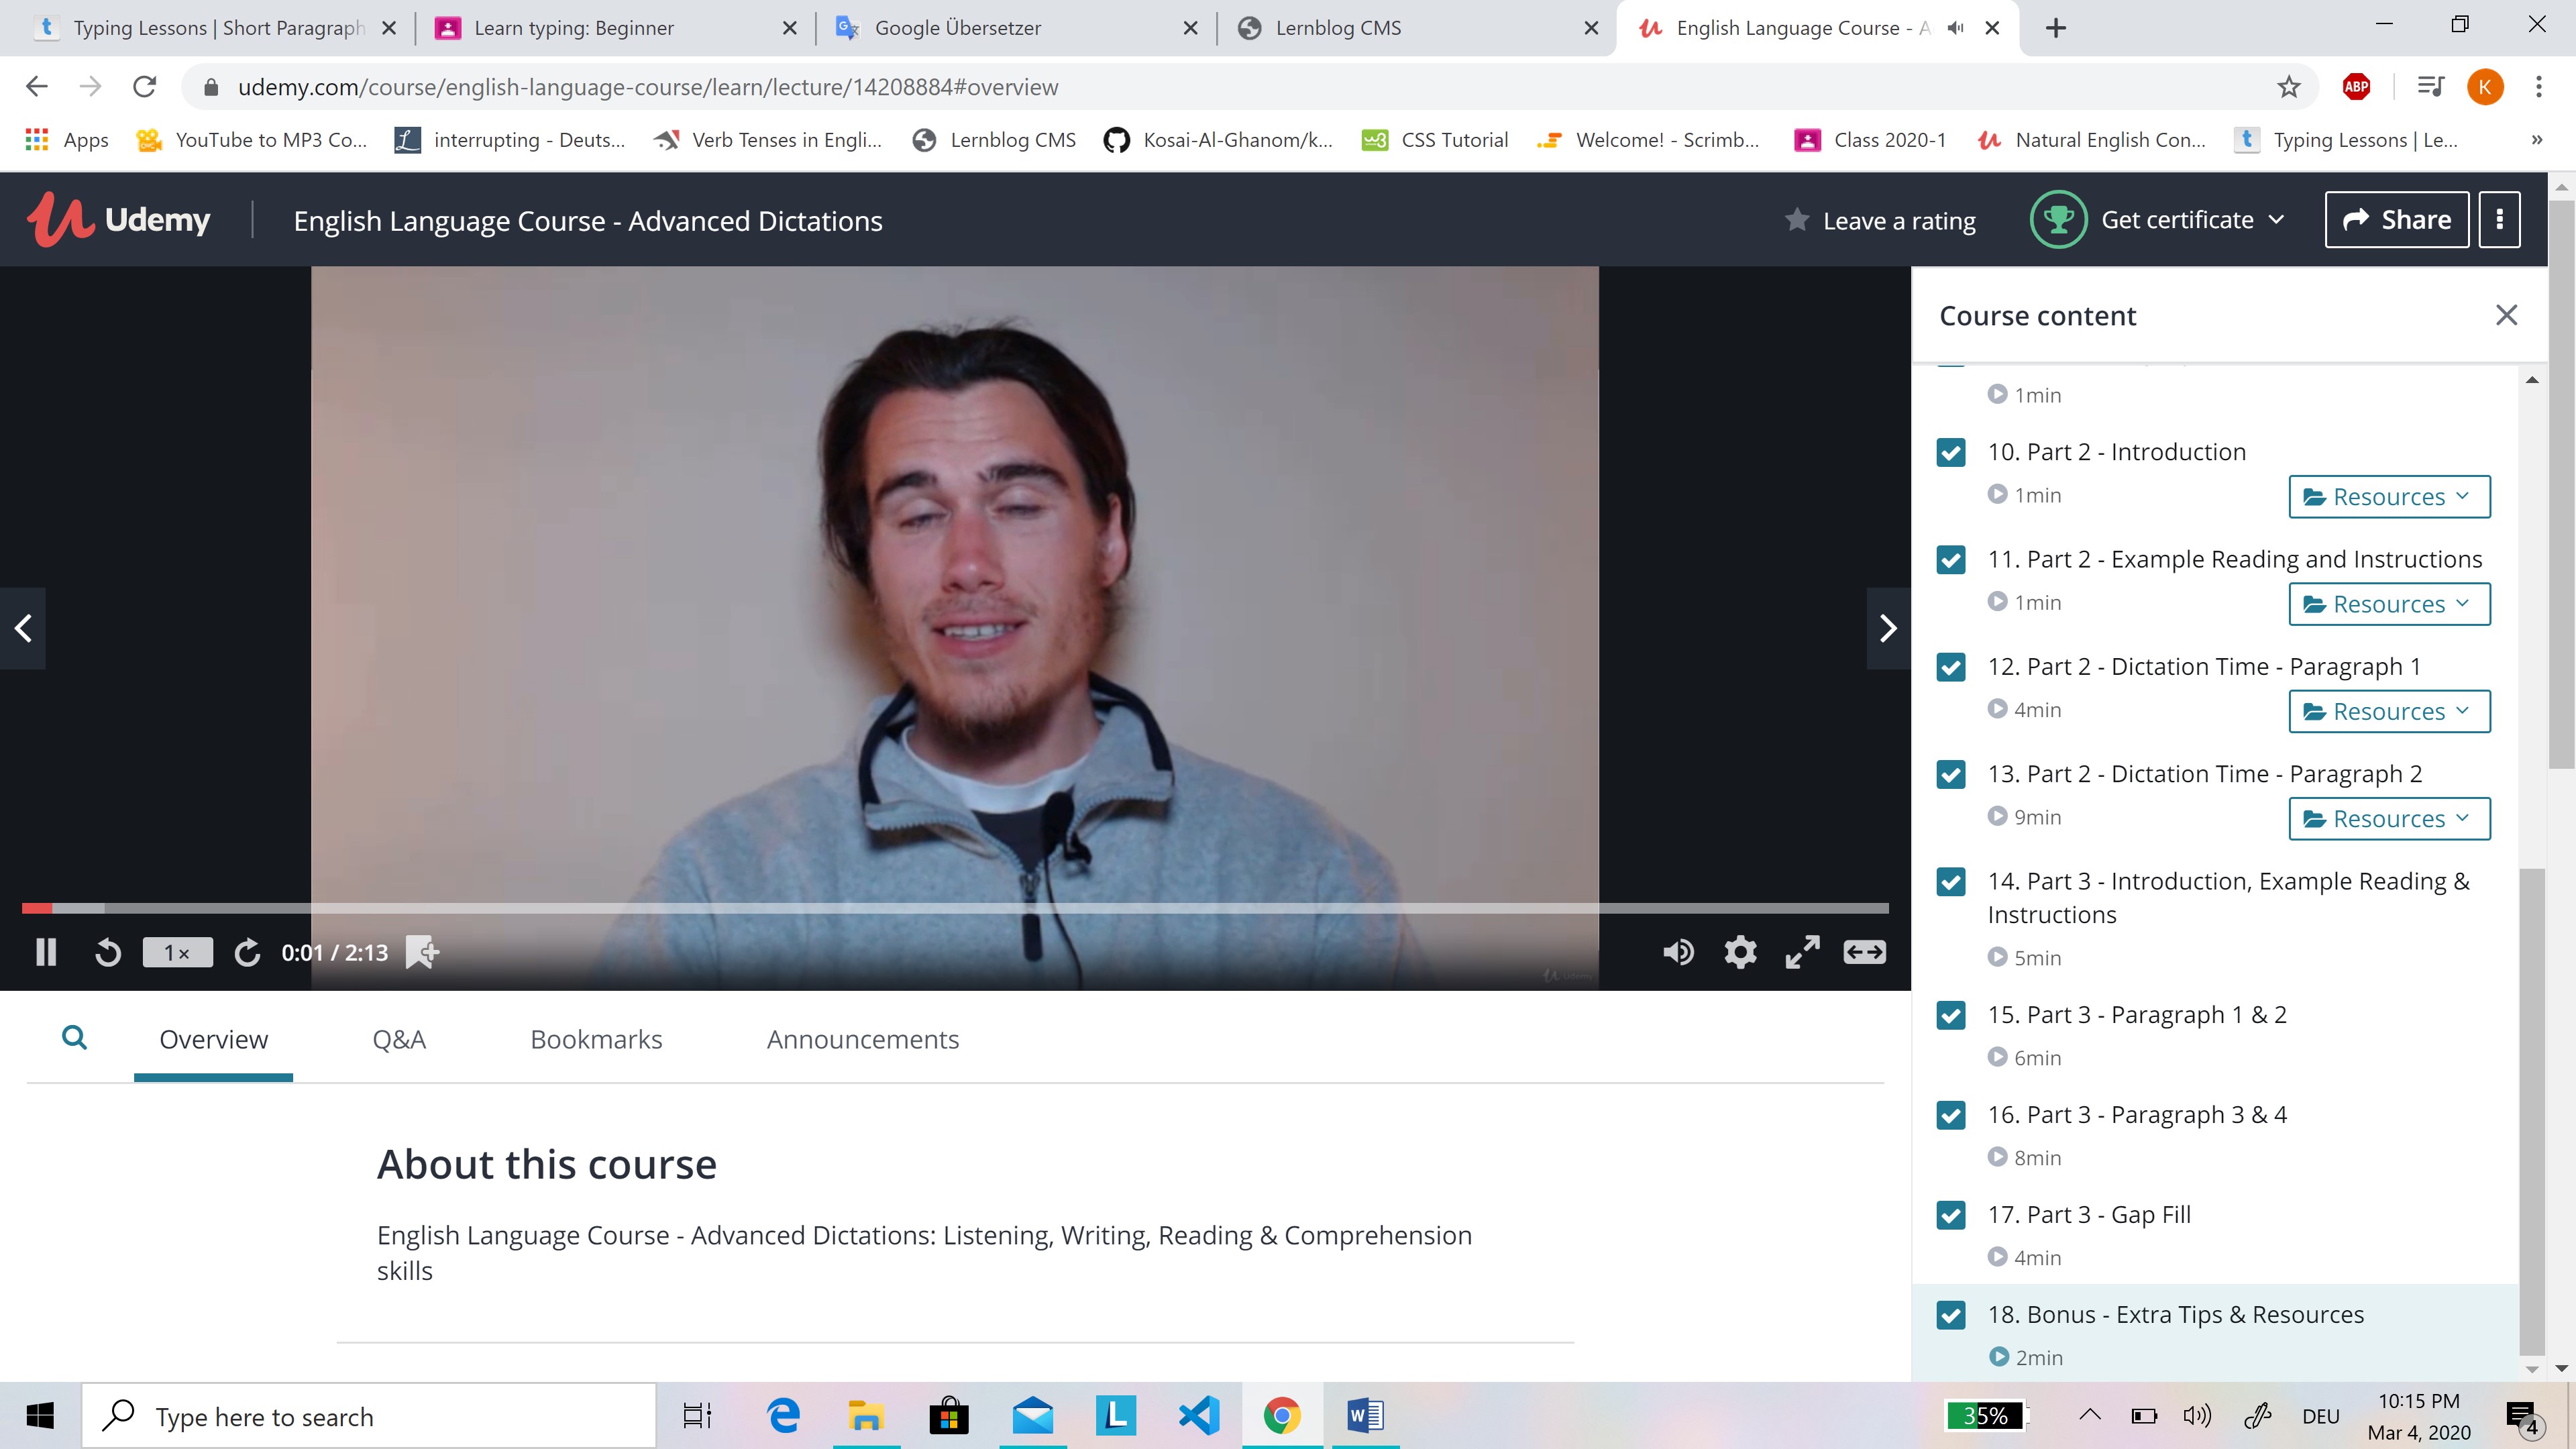 Typing Lessons | Short Paragraph
Learn typing: Beginner
Google Übersetzer
Lernblog CMS
English Language Course - A
udemy.com/course/english-language-course/learn/lecture/14208884#overview
ABP
K
Apps
YouTube to MP3 Co...
interrupting - Deuts...
Verb Tenses in Engli...
Lernblog CMS
Kosai-Al-Ghanom/k...
CSS Tutorial
Welcome! - Scrimb...
Class 2020-1
Natural English Con...
Typing Lessons | Le...
»
Udemy
English Language Course - Advanced Dictations
Leave a rating
Get certificate
Share
Course content
1min
10. Part 2 - Introduction
1min
Resources
11. Part 2 - Example Reading and Instructions
1min
Resources
12. Part 2 - Dictation Time - Paragraph 1
4min
Resources
13. Part 2 - Dictation Time - Paragraph 2
9min
Resources
14. Part 3 - Introduction, Example Reading &
Instructions
5min
15. Part 3 - Paragraph 1 & 2
6min
16. Part 3 - Paragraph 3 & 4
8min
17. Part 3 - Gap Fill
4min
18. Bonus - Extra Tips & Resources
2min
1×
0:01 / 2:13
Udemy
Overview
Q&A
Bookmarks
Announcements
About this course
English Language Course - Advanced Dictations: Listening, Writing, Reading & Comprehension
skills
Type here to search
35%
DEU
10:15 PM
Mar 4, 2020
4